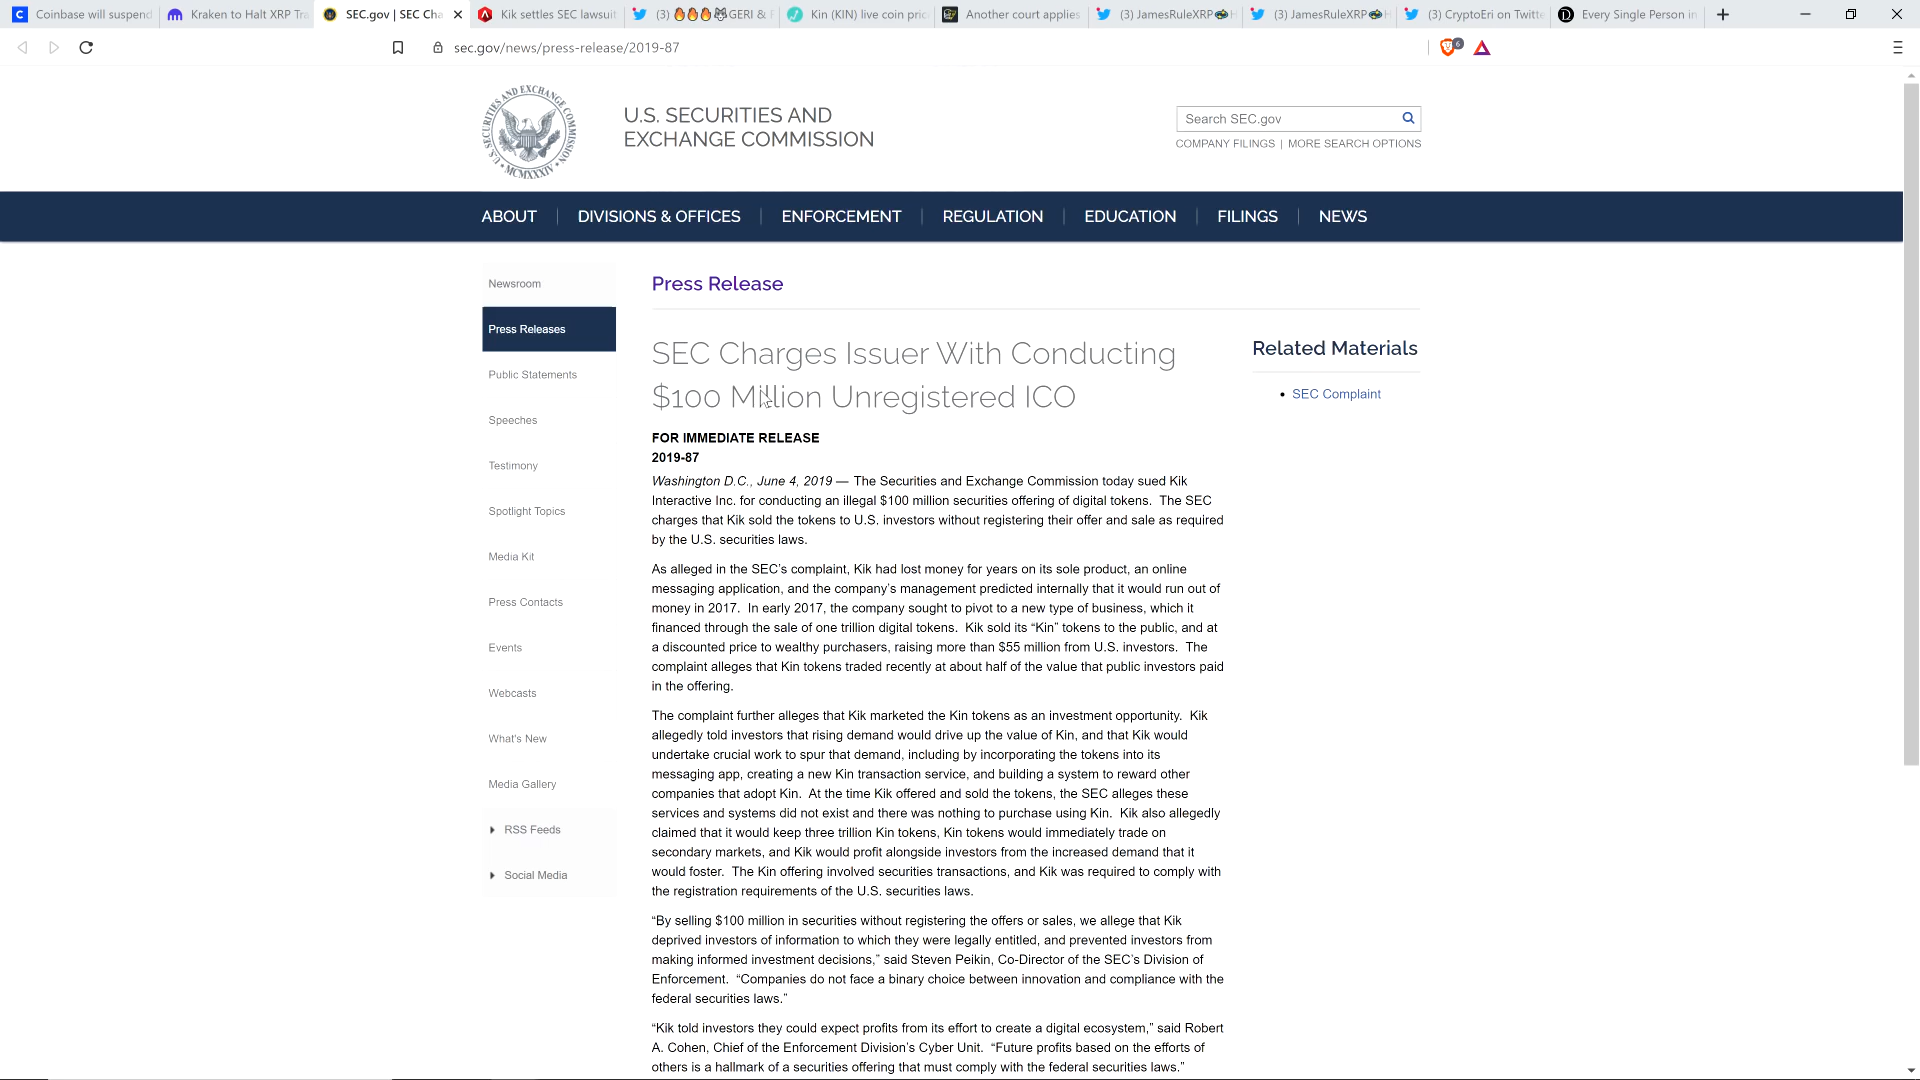 Coinbase will suspend
Kraken to Halt XRP Tra
SEC.gov | SEC Cha
Kik settles SEC lawsuit
(3) 🔥🔥🔥🐺GERI & F
Kin (KIN) live coin pric
Another court applies
(3) JamesRuleXRP
(3) JamesRuleXRP
(3) CryptoEri on Twitte
Every Single Person in
sec.gov/news/press-release/2019-87
6
SECURITIES AND EXCHANGE COMMISSION
MCMXXXIV
U.S. SECURITIES AND
EXCHANGE COMMISSION
Search SEC.gov
COMPANY FILINGS | MORE SEARCH OPTIONS
ABOUT | DIVISIONS & OFFICES | ENFORCEMENT | REGULATION | EDUCATION | FILINGS | NEWS
Newsroom
Press Releases
Public Statements
Speeches
Testimony
Spotlight Topics
Media Kit
Press Contacts
Events
Webcasts
What's New
Media Gallery
RSS Feeds
Social Media
Press Release
SEC Charges Issuer With Conducting
$100 Million Unregistered ICO
FOR IMMEDIATE RELEASE
2019-87
Washington D.C., June 4, 2019 — The Securities and Exchange Commission today sued Kik
Interactive Inc. for conducting an illegal $100 million securities offering of digital tokens.  The SEC
charges that Kik sold the tokens to U.S. investors without registering their offer and sale as required
by the U.S. securities laws.
As alleged in the SEC's complaint, Kik had lost money for years on its sole product, an online
messaging application, and the company's management predicted internally that it would run out of
money in 2017.  In early 2017, the company sought to pivot to a new type of business, which it
financed through the sale of one trillion digital tokens.  Kik sold its “Kin” tokens to the public, and at
a discounted price to wealthy purchasers, raising more than $55 million from U.S. investors.  The
complaint alleges that Kin tokens traded recently at about half of the value that public investors paid
in the offering.
The complaint further alleges that Kik marketed the Kin tokens as an investment opportunity.  Kik
allegedly told investors that rising demand would drive up the value of Kin, and that Kik would
undertake crucial work to spur that demand, including by incorporating the tokens into its
messaging app, creating a new Kin transaction service, and building a system to reward other
companies that adopt Kin.  At the time Kik offered and sold the tokens, the SEC alleges these
services and systems did not exist and there was nothing to purchase using Kin.  Kik also allegedly
claimed that it would keep three trillion Kin tokens, Kin tokens would immediately trade on
secondary markets, and Kik would profit alongside investors from the increased demand that it
would foster.  The Kin offering involved securities transactions, and Kik was required to comply with
the registration requirements of the U.S. securities laws.
“By selling $100 million in securities without registering the offers or sales, we allege that Kik
deprived investors of information to which they were legally entitled, and prevented investors from
making informed investment decisions,” said Steven Peikin, Co-Director of the SEC's Division of
Enforcement.  “Companies do not face a binary choice between innovation and compliance with the
federal securities laws.”
“Kik told investors they could expect profits from its effort to create a digital ecosystem,” said Robert
A. Cohen, Chief of the Enforcement Division's Cyber Unit.  “Future profits based on the efforts of
others is a hallmark of a securities offering that must comply with the federal securities laws.”
Related Materials
• SEC Complaint